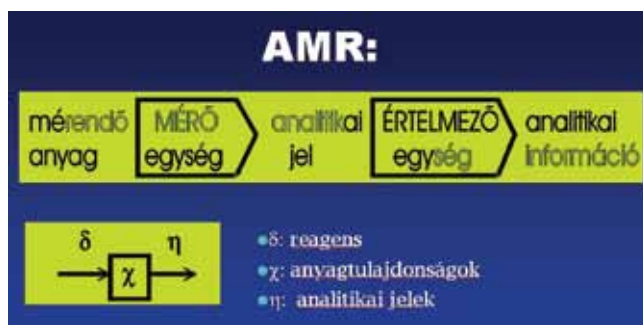 AMR:
mérendő MÉRŐ analitikai ÉRTELMEZŐ analitikai
anyag egység jel egység információ
δ η
χ
•δ: reagens
•χ: anyagtulajdonságok
•η: analitikai jelek